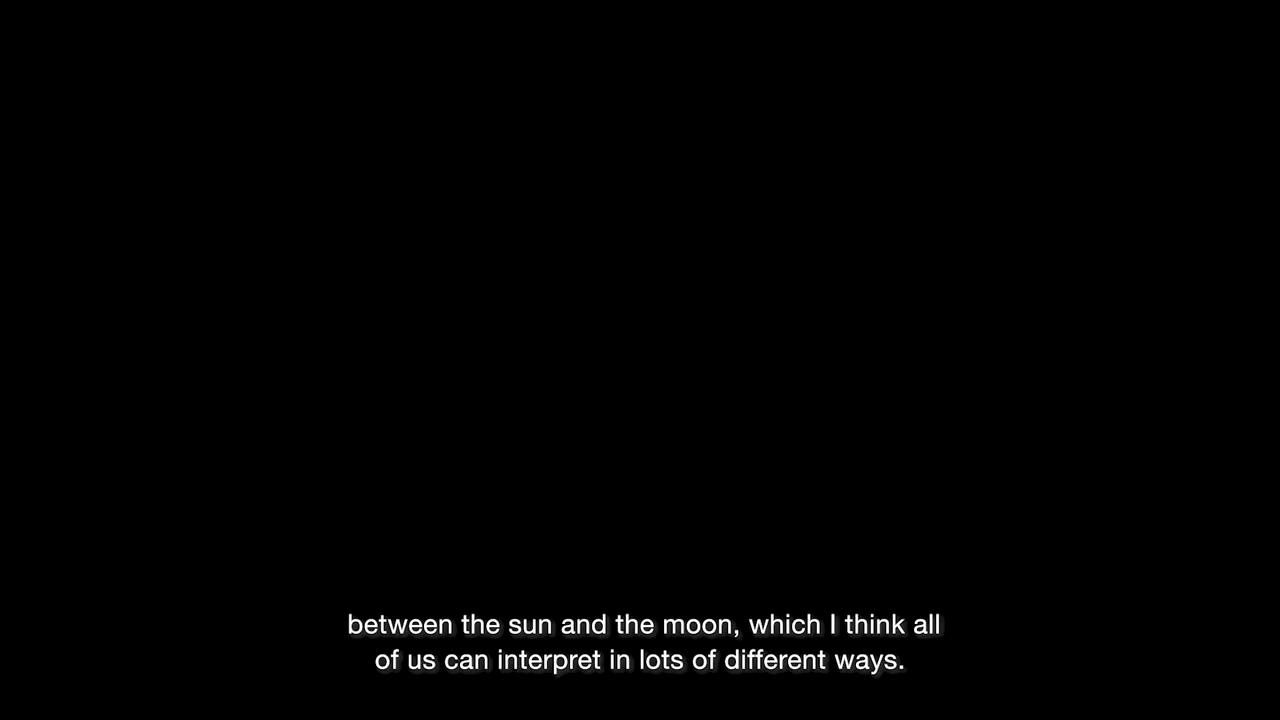 between the sun and the moon, which I think all
of us can interpret in lots of different ways.